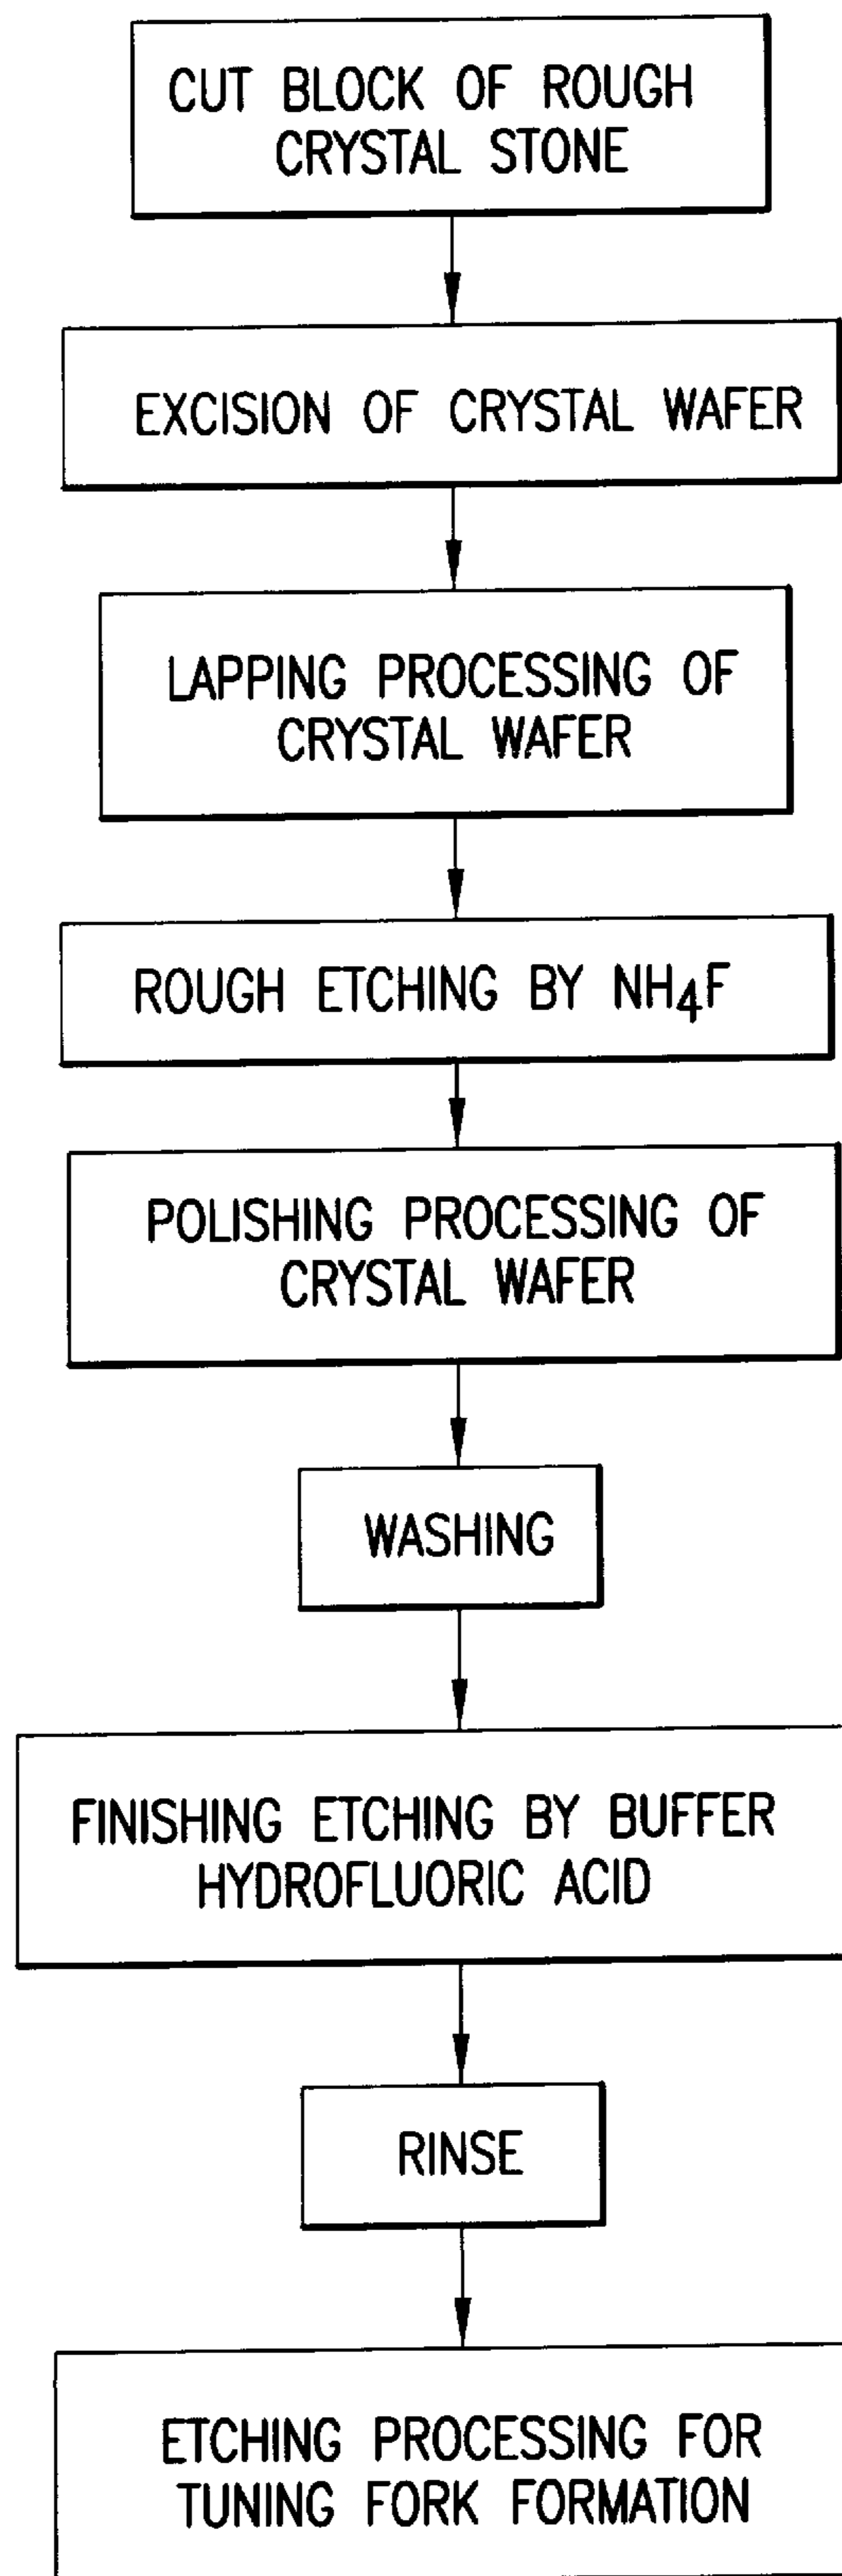 CUT BLOCK OF ROUGH
CRYSTAL STONE
EXCISION OF CRYSTAL WAFER
LAPPING PROCESSING OF
CRYSTAL WAFER
ROUGH ETCHING BY NH₄F
POLISHING PROCESSING OF
CRYSTAL WAFER
WASHING
FINISHING ETCHING BY BUFFER
HYDROFLUORIC ACID
RINSE
ETCHING PROCESSING FOR
TUNING FORK FORMATION